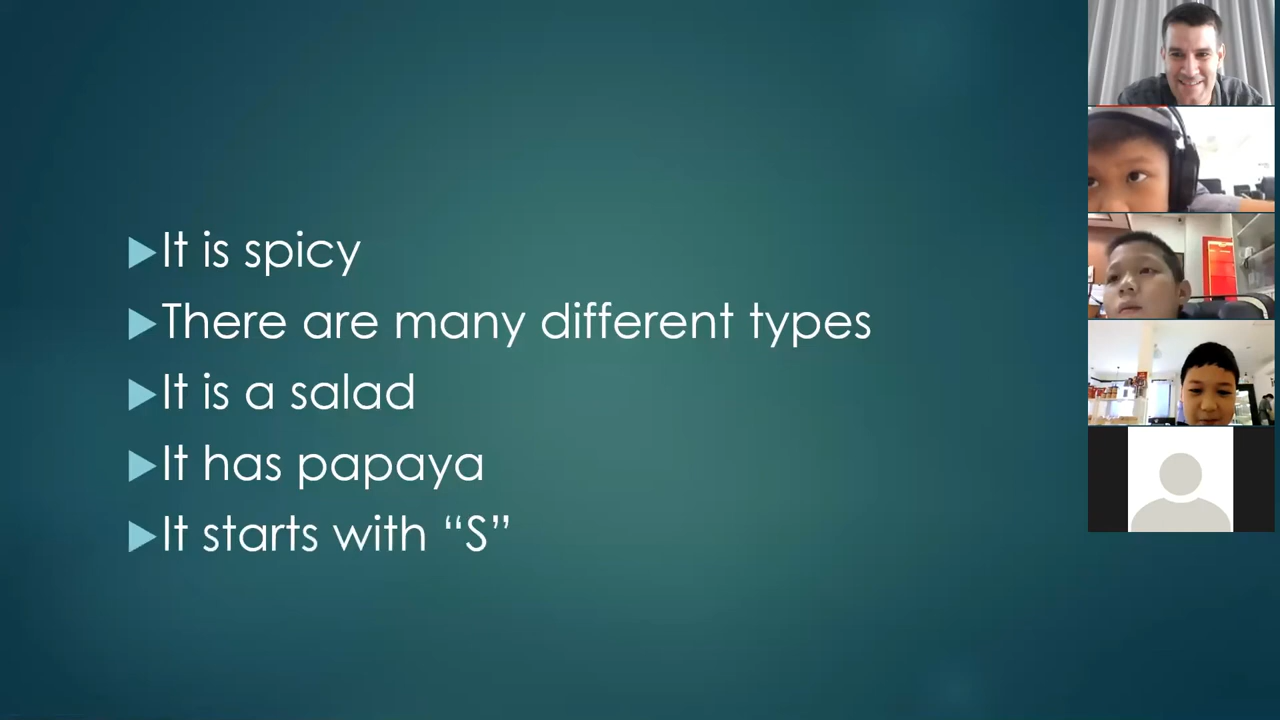 It is spicy
There are many different types
It is a salad
It has papaya
It starts with “S”